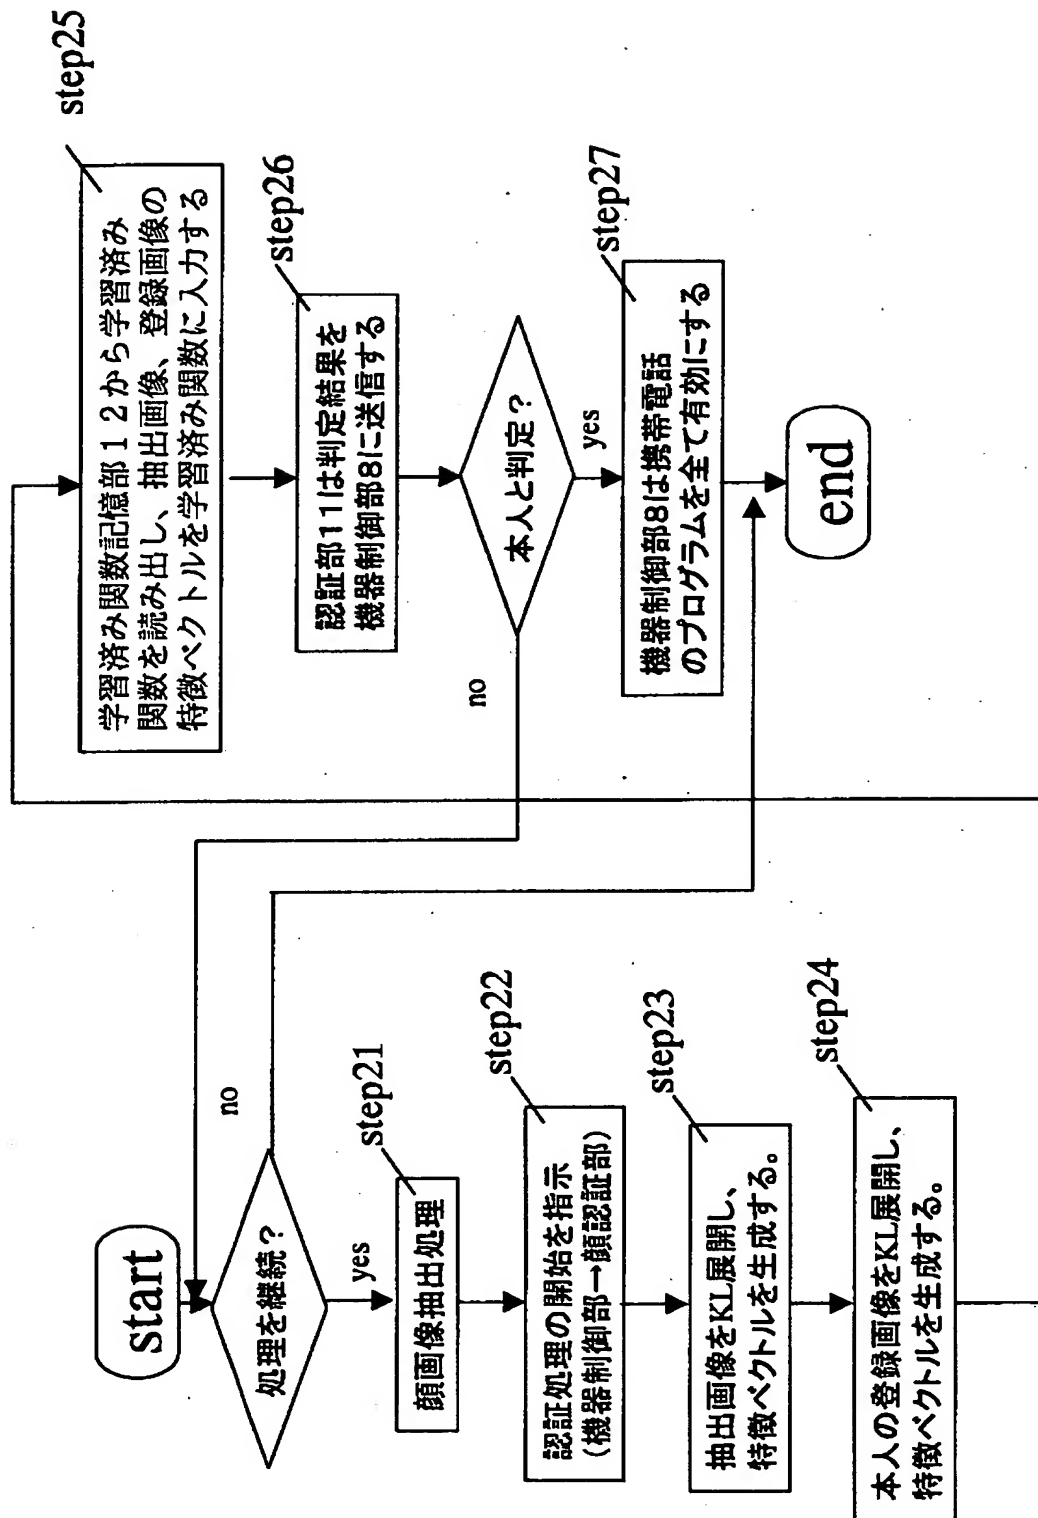 start
処理を継続?
no
yes
step21
顔画像抽出処理
step22
認証処理の開始を指示
(機器制御部→顔認証部)
step23
抽出画像をKL展開し、
特徴ベクトルを生成する。
step24
本人の登録画像をKL展開し、
特徴ベクトルを生成する。
step25
学習済み関数記憶部12から学習済み
関数を読み出し、抽出画像、登録画像の
特徴ベクトルを学習済み関数に入力する
step26
認証部11は判定結果を
機器制御部8に送信する
本人と判定?
no
yes
step27
機器制御部8は携帯電話
のプログラムを全て有効にする
end